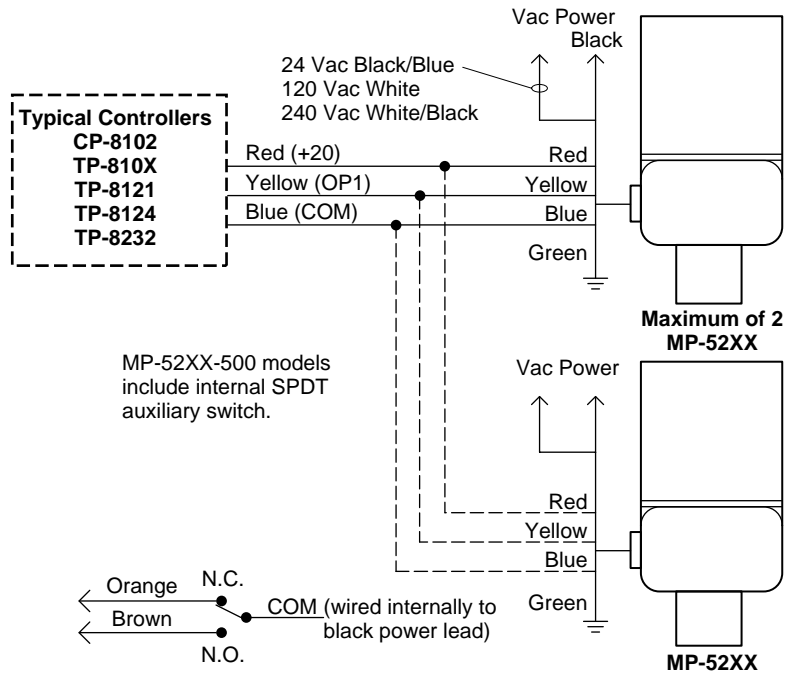 Vac Power
Black
24 Vac Black/Blue
120 Vac White
240 Vac White/Black
Typical Controllers
CP-8102
TP-810X
TP-8121
TP-8124
TP-8232
Red (+20)
Yellow (OP1)
Blue (COM)
Red
Yellow
Blue
Green
Maximum of 2
MP-52XX
MP-52XX-500 models
include internal SPDT
auxiliary switch.
Vac Power
Red
Yellow
Blue
Green
MP-52XX
Orange
N.C.
Brown
N.O.
COM (wired internally to
black power lead)